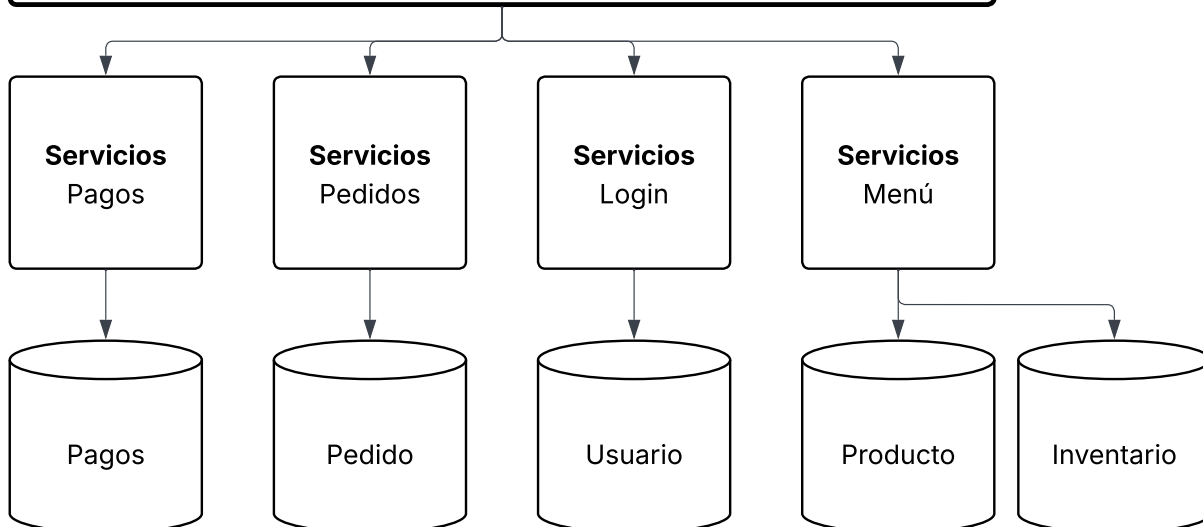 Servicios
Pagos
Servicios
Pedidos
Servicios
Login
Servicios
Menú
Pagos
Pedido
Usuario
Producto
Inventario